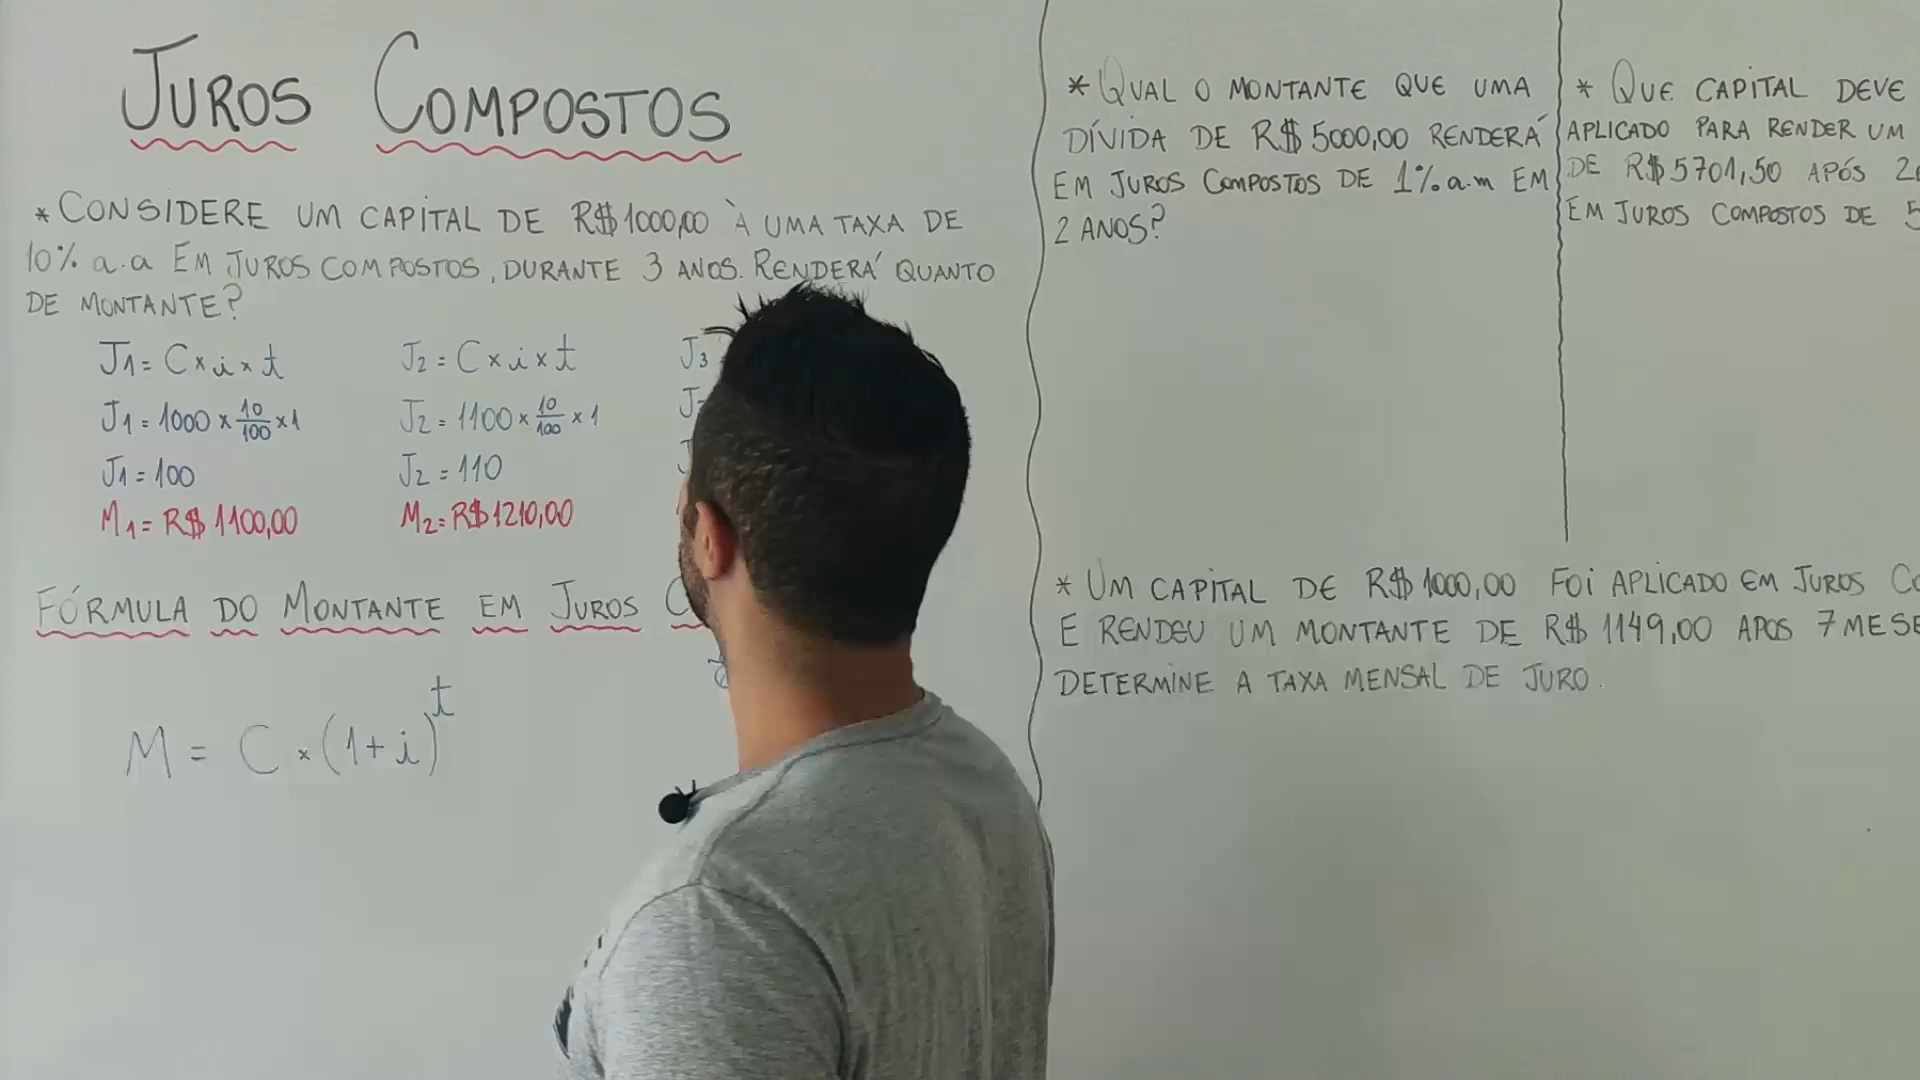 JUROS COMPOSTOS
* CONSIDERE UM CAPITAL DE R$1000,00 À UMA TAXA DE
10% a.a EM JUROS COMPOSTOS, DURANTE 3 ANOS. RENDERÁ QUANTO
DE MONTANTE?
J1 = C x i x t
J1 = 1000 x 10/100 x 1
J1 = 100
M1 = R$ 1100,00
J2 = C x i x t
J2 = 1100 x 10/100 x 1
J2 = 110
M2 = R$1210,00
J3
FÓRMULA DO MONTANTE EM JUROS C
M = C x (1+i)^t
* QUAL O MONTANTE QUE UMA
DÍVIDA DE R$ 5000,00 RENDERÁ
EM JUROS COMPOSTOS DE 1% a.m EM
2 ANOS?
* QUE CAPITAL DEVE
APLICADO PARA RENDER UM
DE R$5701,50 APÓS
EM JUROS COMPOSTOS DE 5
* UM CAPITAL DE R$ 1000,00 FOI APLICADO EM JUROS
E RENDEU UM MONTANTE DE R$ 1149,00 APOS 7 MESE
DETERMINE A TAXA MENSAL DE JURO.